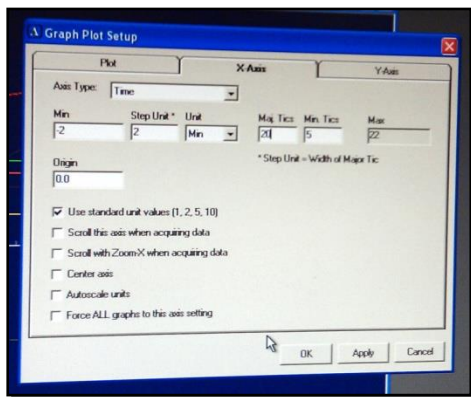 Graph Plot Setup
Plot X-Axis Y-Axis
Axis Type: Time
Min Step Unit * Unit Maj. Tics Min. Tics Max
-2 2 Min 20 5 22
* Step Unit = Width of Major Tic
Origin
0.0
Use standard unit values (1, 2, 5, 10)
Scroll this axis when acquiring data
Scroll with Zoom-X when acquiring data
Center axis
Autoscale units
Force ALL graphs to this axis setting
OK Apply Cancel